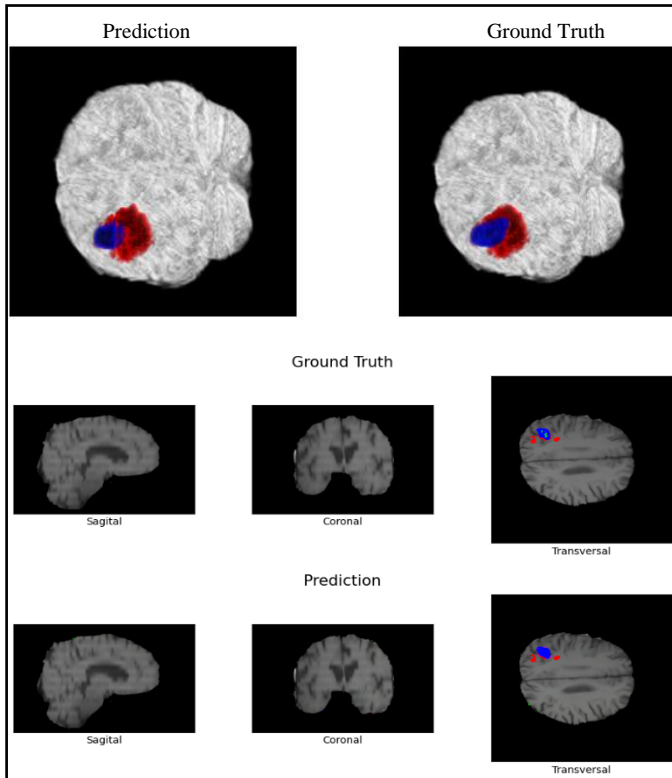 Prediction
Ground Truth
Ground Truth
Sagital
Coronal
Transversal
Prediction
Sagital
Coronal
Transversal